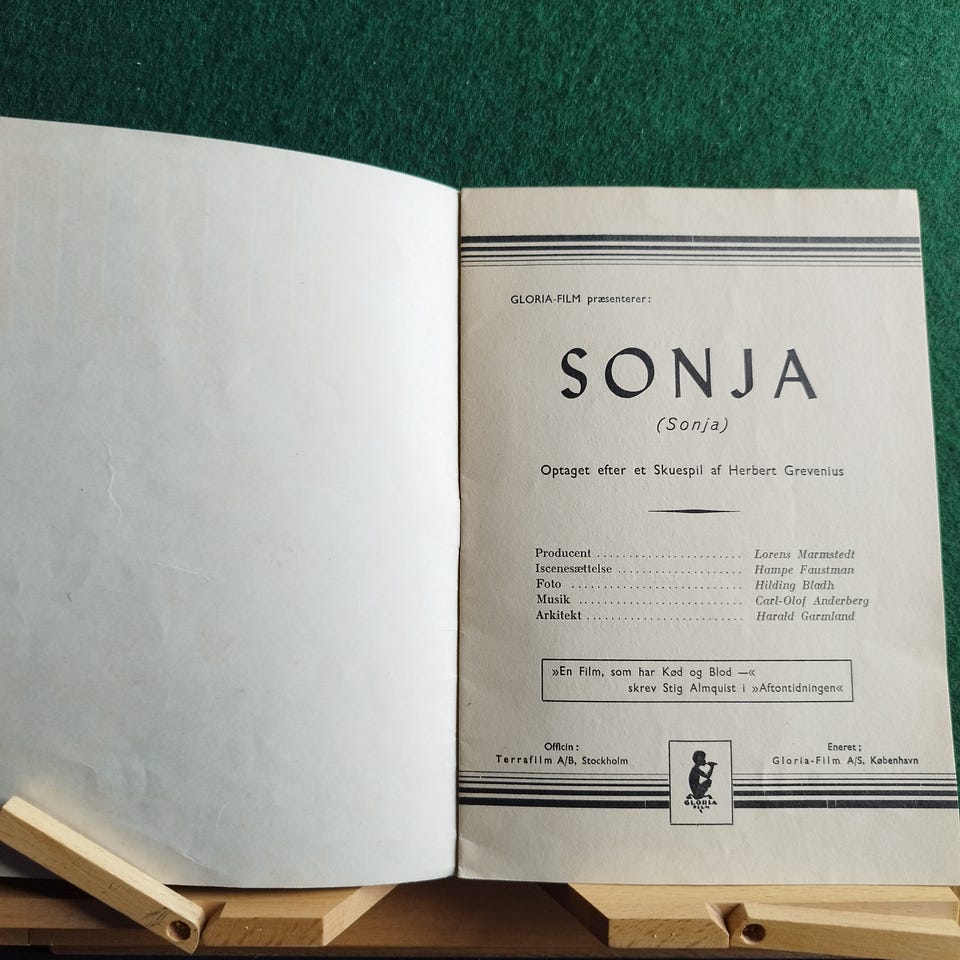 GLORIA-FILM præsenterer:
SONJA
(Sonja)
Optaget efter et Skuespil af Herbert Grevenius
Producent ........................ Lorens Marmstedt
Iscenesættelse .................... Hampe Faustman
Foto ............................ Hilding Bladh
Musik ........................... Carl-Olof Anderberg
Arkitekt .......................... Harald Garmland
»En Film, som har Kød og Blod —«
skrev Stig Almquist i »Aftontidningen«
Officin:
Terrafilm A/B, Stockholm
GLORIA
FILM
Eneret;
Gloria-Film A/S, København